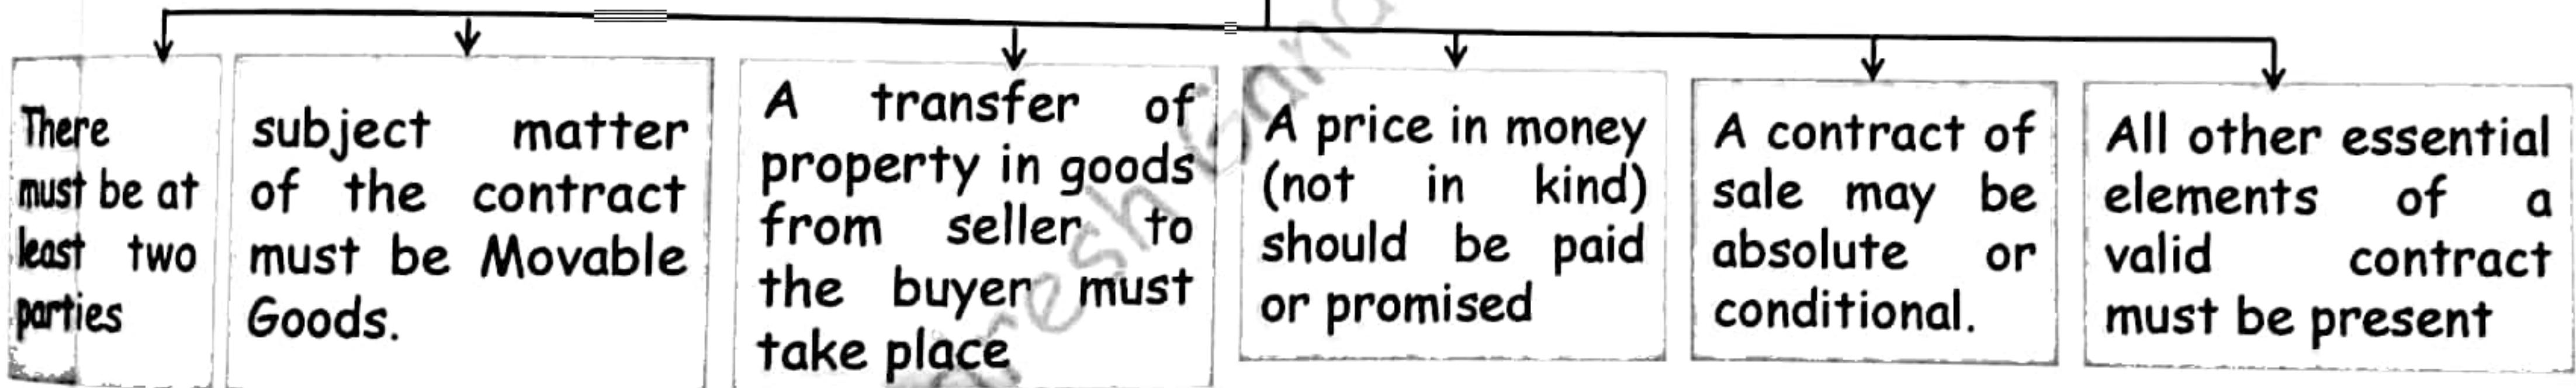 There
must be at
least two
parties
subject matter
of the contract
must be Movable
Goods.
A transfer of
property in goods
from seller to
the buyer must
take place
A price in money
(not in kind)
should be paid
or promised
A contract of
sale may be
absolute or
conditional.
All other essential
elements of a
valid contract
must be present